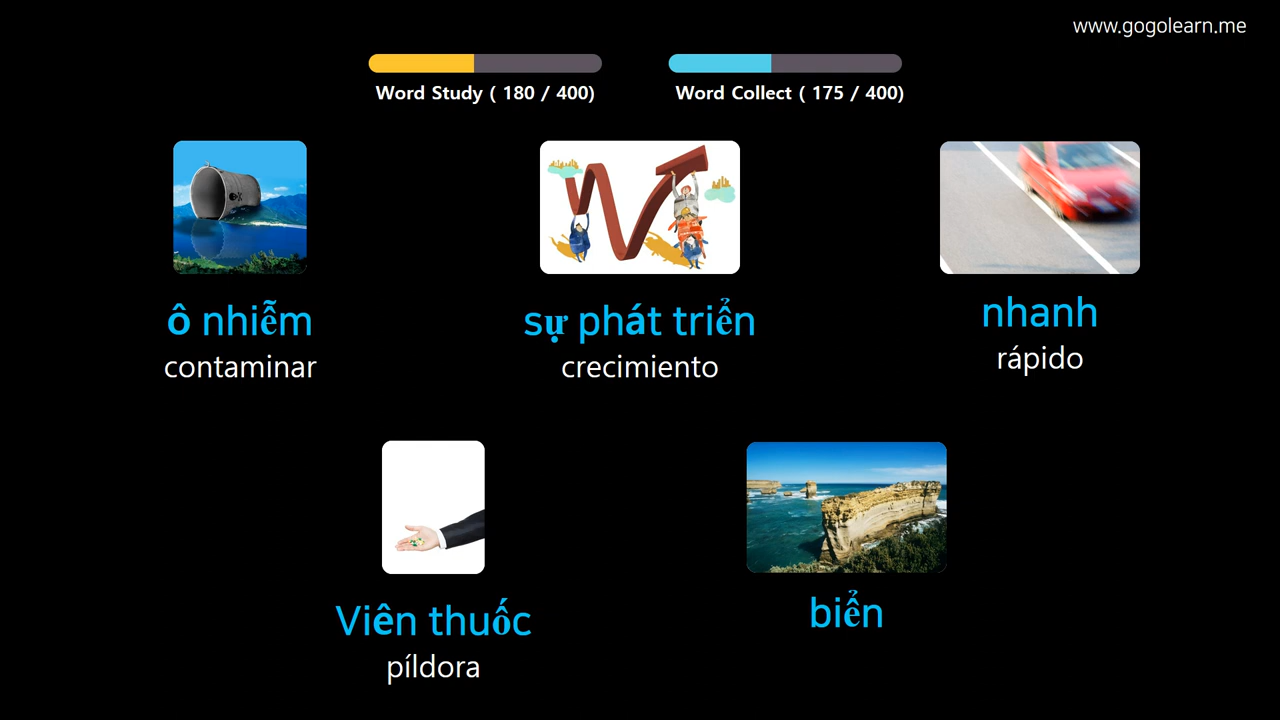 www.gogolearn.me
Word Study ( 180 / 400)
Word Collect ( 175 / 400)
ô nhiễm
contaminar
sự phát triển
crecimiento
nhanh
rápido
Viên thuốc
píldora
biển